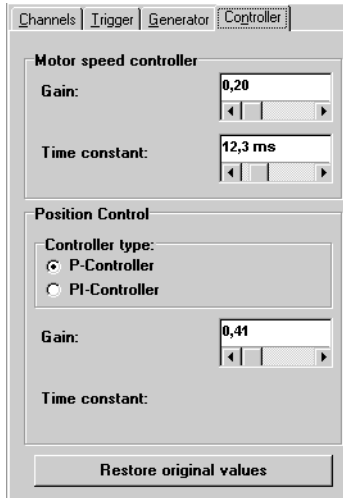 Channels Trigger Generator Controller
Motor speed controller
Gain: 0,20
Time constant: 12,3 ms
Position Control
Controller type:
P-Controller
PI-Controller
Gain: 0,41
Time constant:
Restore original values